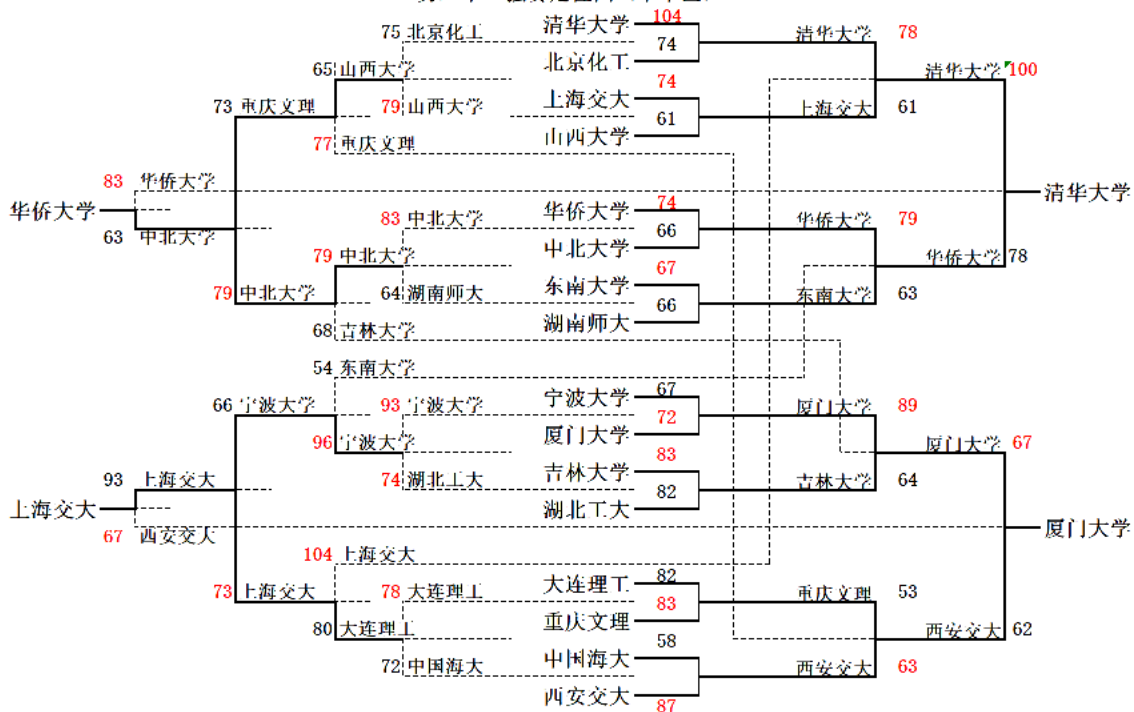 75 北京化工 清华大学 104
74 清华大学 78
65 山西大学 北京化工
清华大学 100
79 山西大学 上海交大 74
73 重庆文理 61 上海交大 61
77 重庆文理 山西大学
83 华侨大学 清华大学
华侨大学 83 中北大学 华侨大学 74
63 中北大学 66 华侨大学 79
79 中北大学 中北大学
华侨大学 78
79 中北大学 64 湖南师大 东南大学 67
66 东南大学 63
68 吉林大学 湖南师大
54 东南大学
66 宁波大学 93 宁波大学 宁波大学 67
72 厦门大学 89
96 宁波大学 厦门大学
厦门大学 67
93 上海交大 74 湖北工大 吉林大学 83
82 吉林大学 64
上海交大 湖北工大
67 西安交大 厦门大学
104 上海交大
73 上海交大 78 大连理工 大连理工 82
83 重庆文理 53
80 大连理工 重庆文理
西安交大 62
72 中国海大 中国海大 58
西安交大 63
西安交大 87